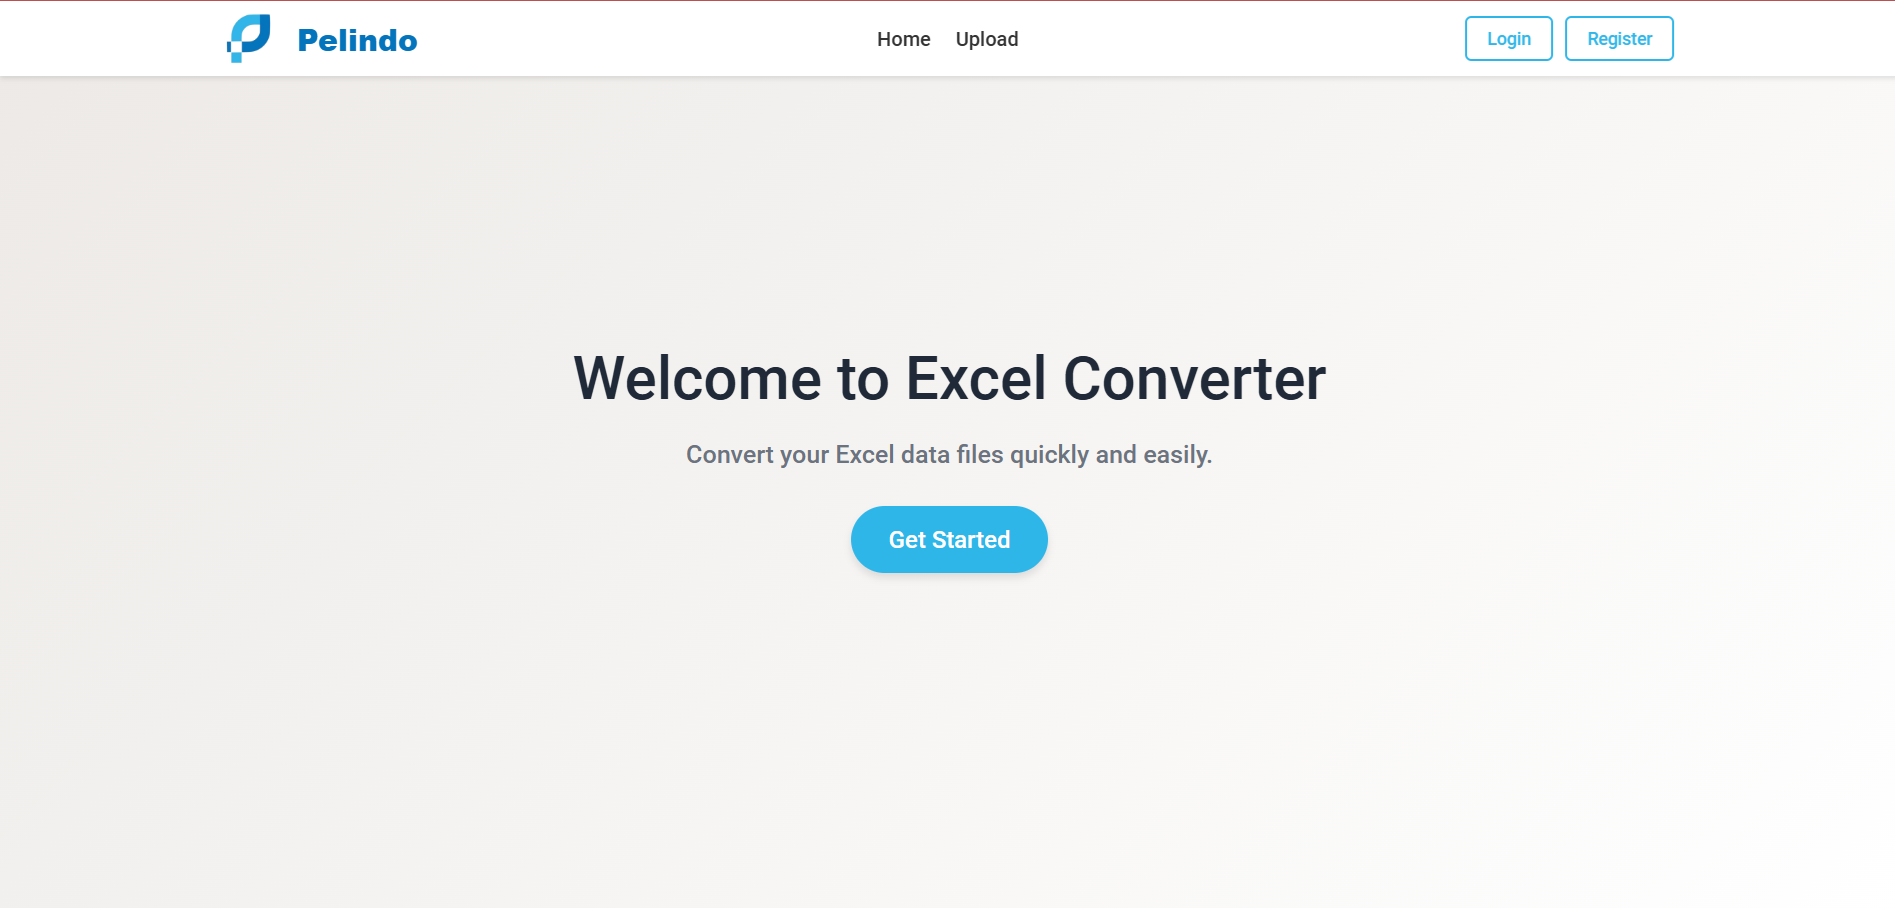 Pelindo
Home Upload
Login Register
Welcome to Excel Converter
Convert your Excel data files quickly and easily.
Get Started